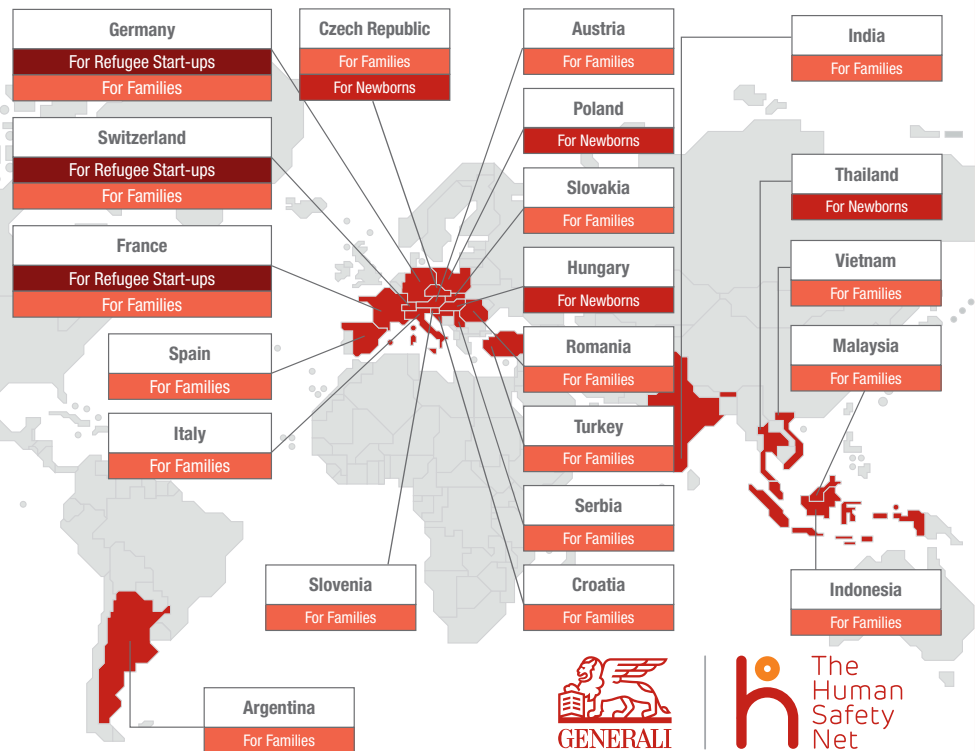 Germany
For Refugee Start-ups
For Families
Czech Republic
For Families
For Newborns
Austria
For Families
India
For Families
Switzerland
For Refugee Start-ups
For Families
Poland
For Newborns
Thailand
For Newborns
Slovakia
For Families
France
For Refugee Start-ups
For Families
Hungary
For Newborns
Vietnam
For Families
Spain
For Families
Romania
For Families
Malaysia
For Families
Italy
For Families
Turkey
For Families
Serbia
For Families
Slovenia
For Families
Croatia
For Families
Indonesia
For Families
Argentina
For Families
GENERALI
The
Human
Safety
Net